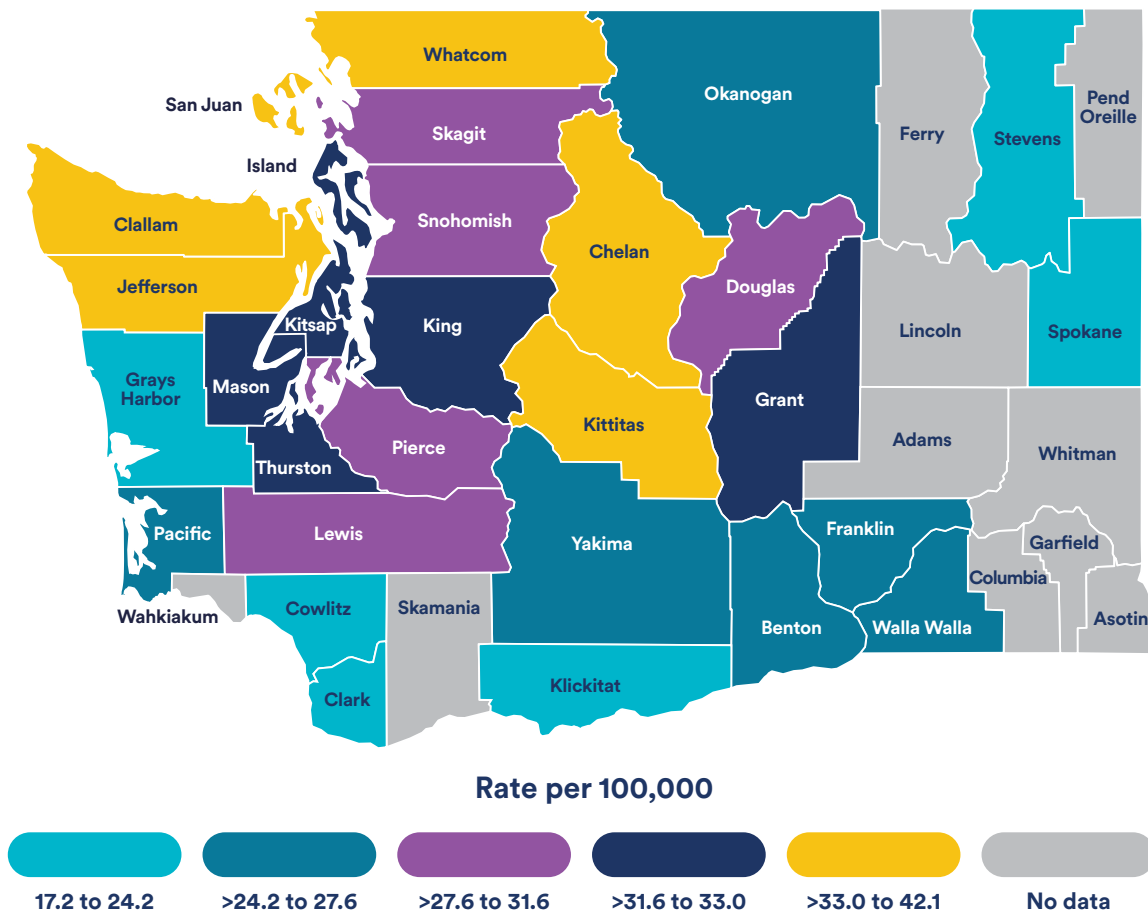 Whatcom
Okanogan
San Juan
Pend
Oreille
Skagit
Ferry
Stevens
Island
Clallam
Snohomish
Chelan
Jefferson
Douglas
Kitsap
King
Lincoln
Spokane
Grays
Harbor
Mason
Grant
Kittitas
Adams
Pierce
Whitman
Thurston
Pacific
Lewis
Yakima
Franklin
Garfield
Columbia
Wahkiakum
Cowlitz
Skamania
Benton
Walla Walla
Asotin
Clark
Klickitat
Rate per 100,000
17.2 to 24.2
>24.2 to 27.6
>27.6 to 31.6
>31.6 to 33.0
>33.0 to 42.1
No data